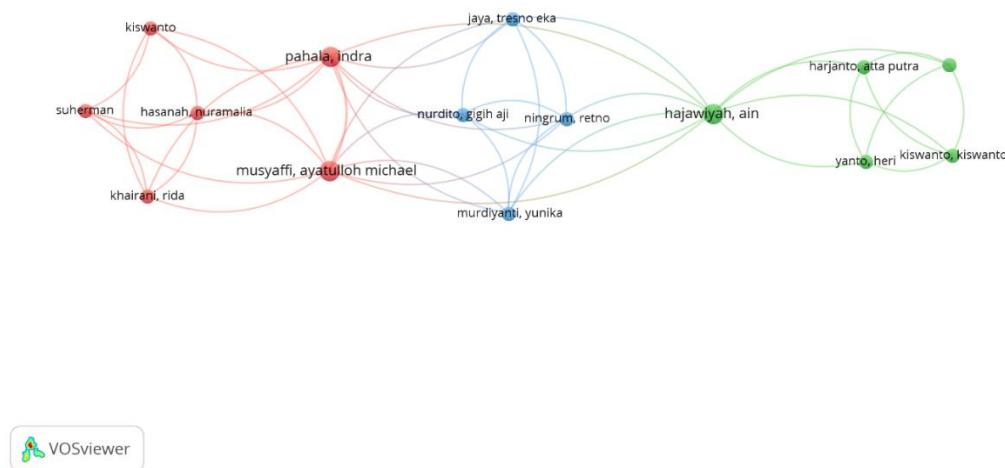 kiswanto
pahala, indra
jaya, tresno eka
harjanto, atta putra
suherman
hasanah, nuramalia
nurdito, gigih aji
ningrum, retno
hajawiyah, ain
musyaffi, ayatulloh michael
yanto, heri
kiswanto, kiswanto
khairani, rida
murdiyanti, yunika
VOSviewer